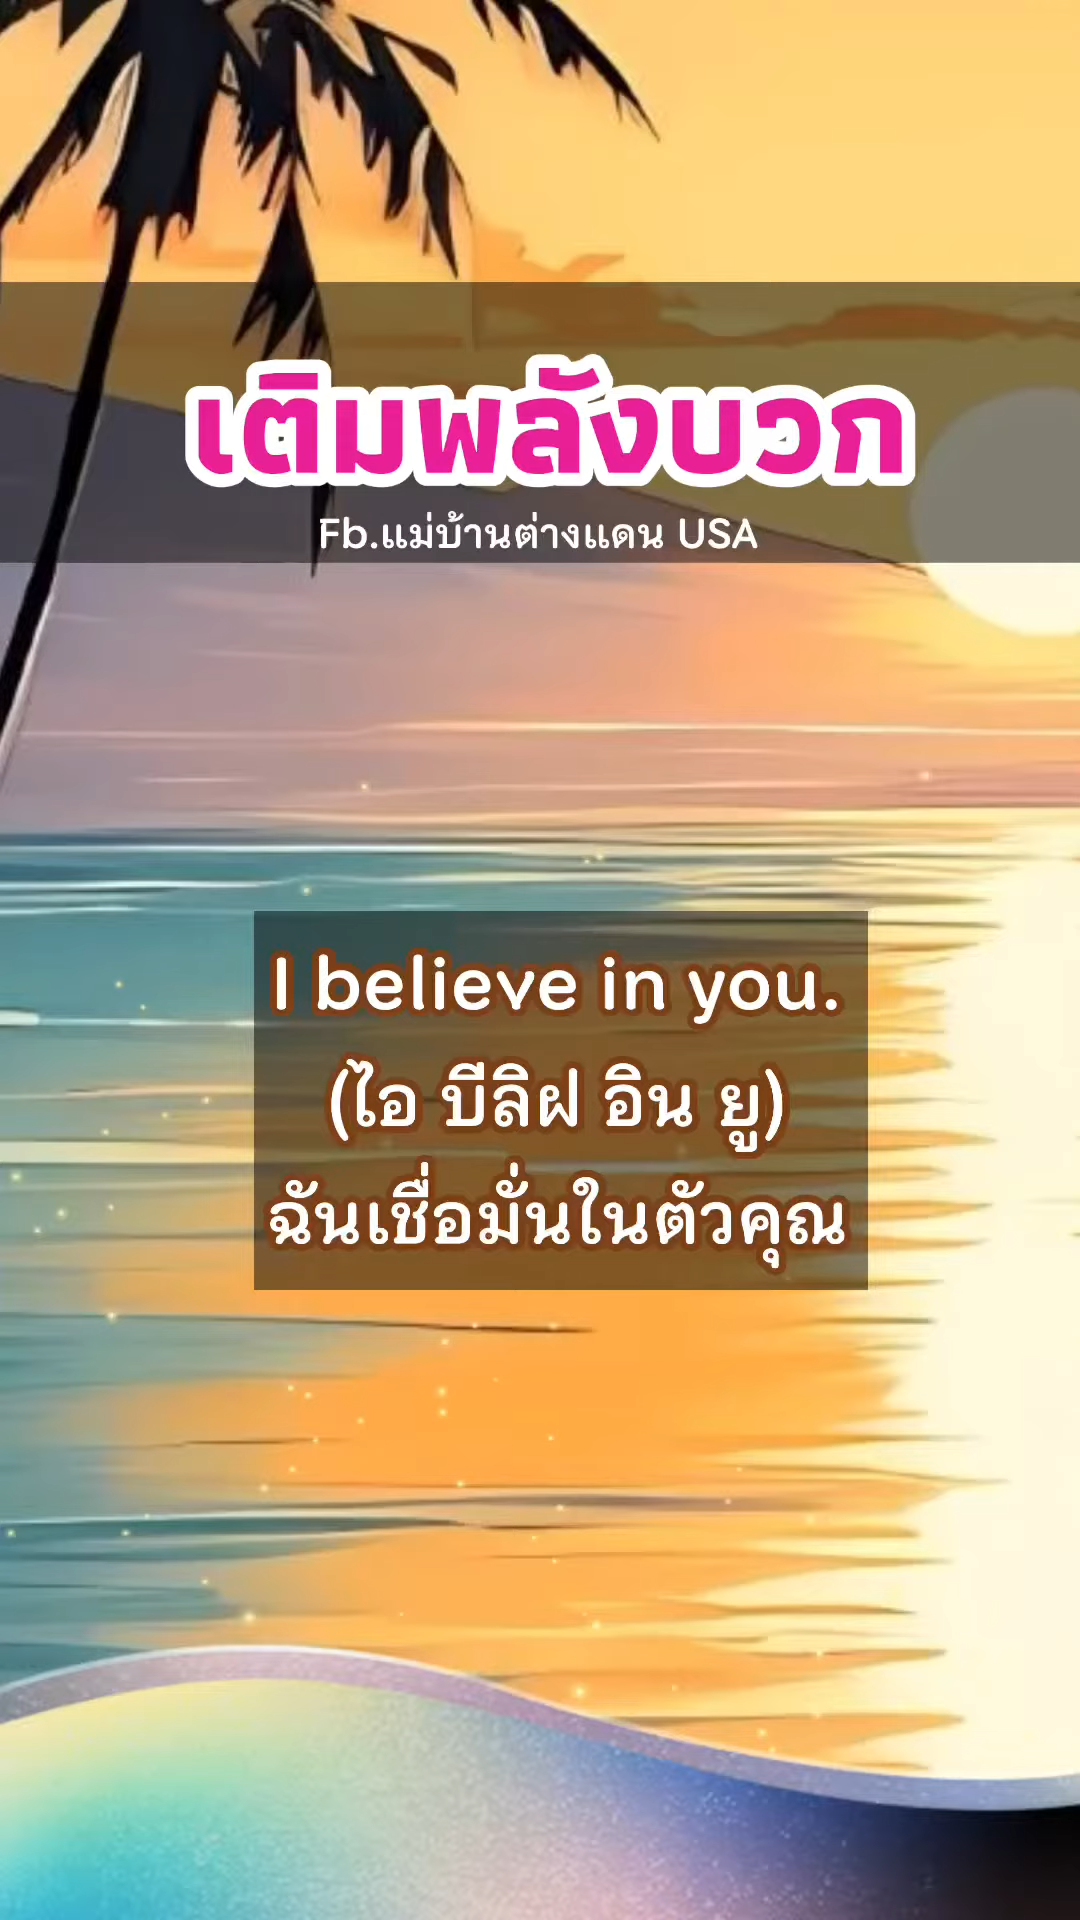 เติมพลังบวก
Fb.แม่บ้านต่างแดน USA
I believe in you.
(ไอ บีลิฝ อิน ยู)
ฉันเชื่อมั่นในตัวคุณ